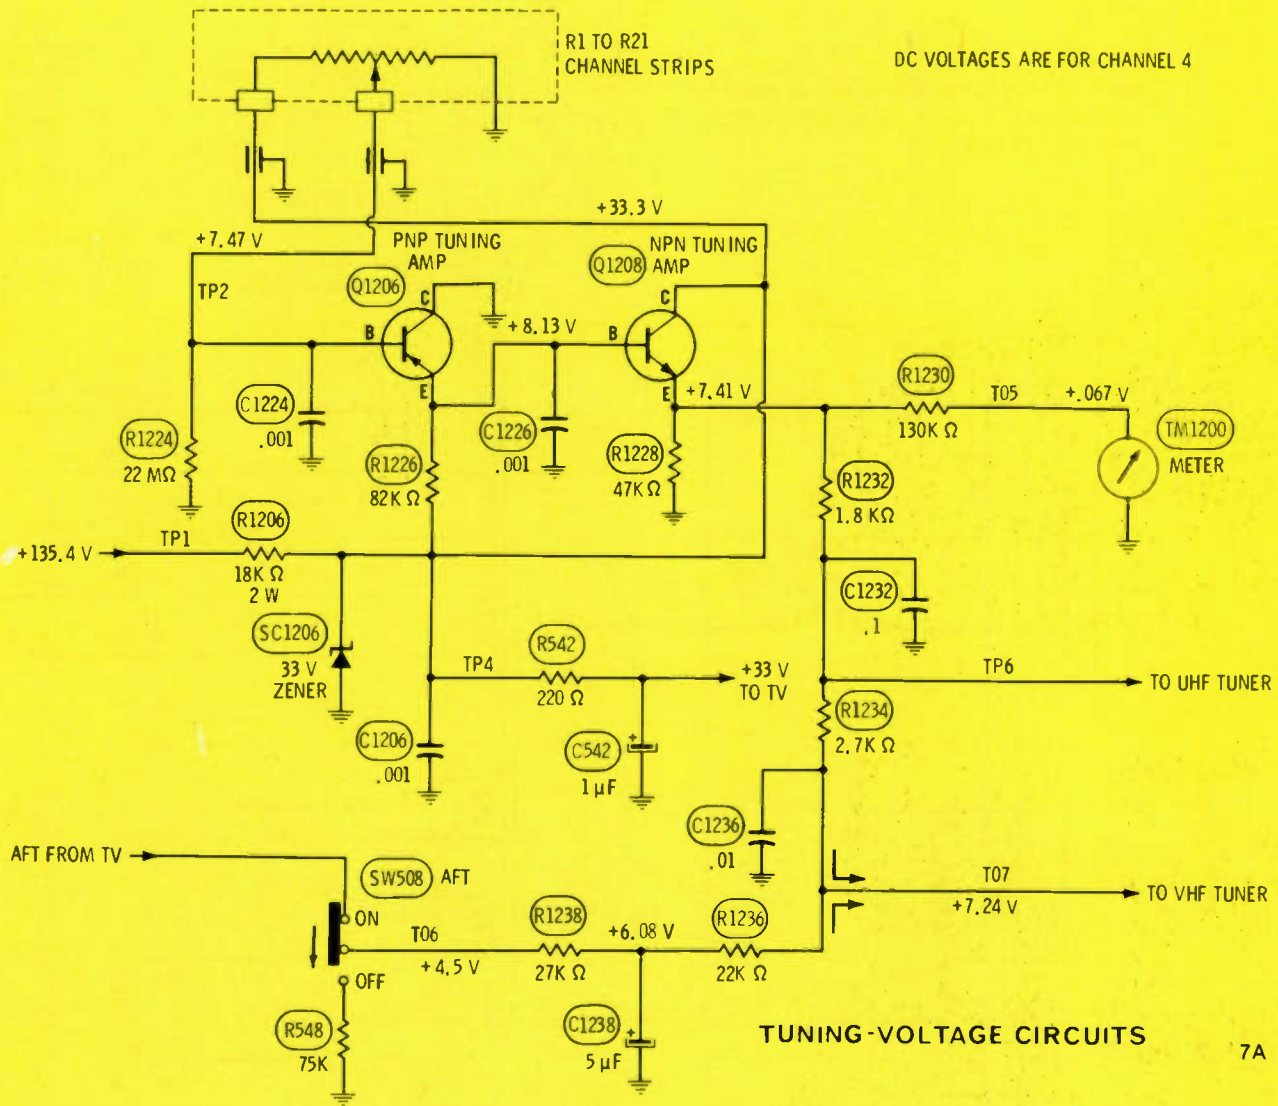 R1 TO R21
CHANNEL STRIPS
DC VOLTAGES ARE FOR CHANNEL 4
+33.3 V
+7.47 V
PNP TUNING
AMP
NPN TUNING
AMP
Q1206
Q1208
TP2
C
C
B
+8.13 V
B
E
E
+7.41 V
R1230
130K Ω
T05
+.067 V
TM1200
METER
C1224
.001
R1224
22 MΩ
C1226
.001
R1226
82K Ω
R1228
47K Ω
R1232
1.8 KΩ
+135.4 V
TP1
R1206
18K Ω
2 W
C1232
.1
SC1206
33 V
ZENER
TP4
R542
220 Ω
+33 V
TO TV
TP6
TO UHF TUNER
R1234
2.7K Ω
C1206
.001
C542
+
1 µF
C1236
.01
AFT FROM TV
SW508
AFT
T07
+7.24 V
TO VHF TUNER
ON
T06
+4.5 V
R1238
27K Ω
+6.08 V
R1236
22K Ω
OFF
R548
75K
C1238
+
5 µF
TUNING-VOLTAGE CIRCUITS
7A